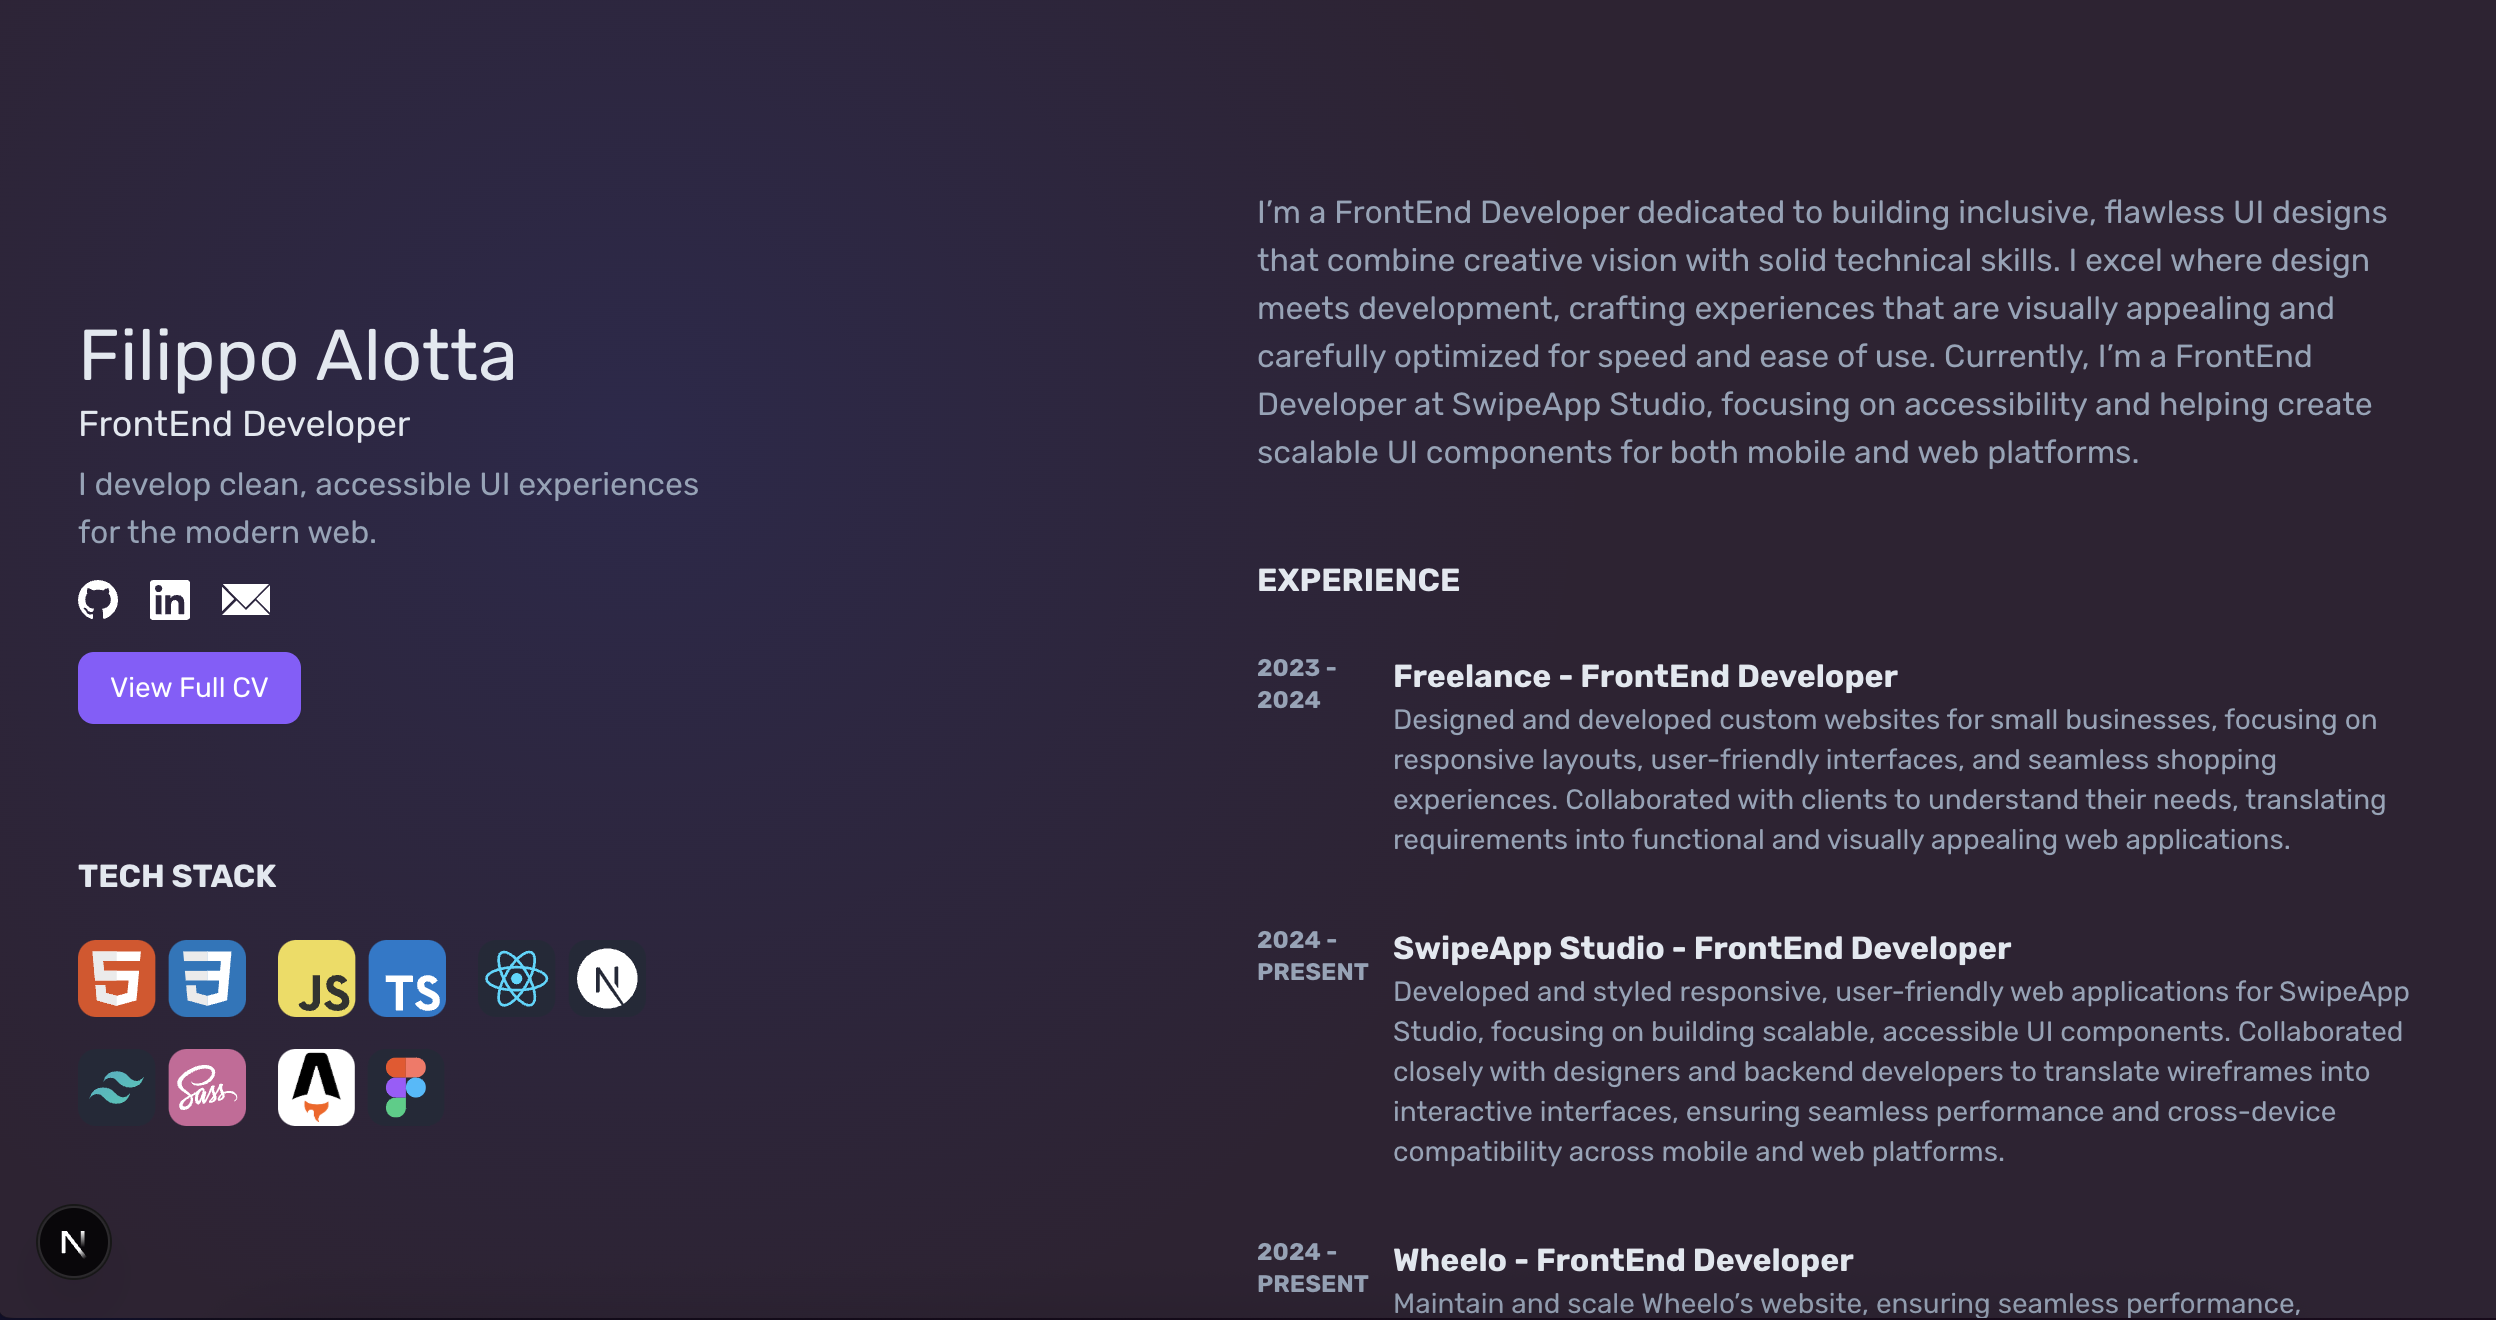 Filippo Alotta
FrontEnd Developer
I develop clean, accessible UI experiences
for the modern web.
in
View Full CV
TECH STACK
JS
TS
N
Sass
N
I’m a FrontEnd Developer dedicated to building inclusive, flawless UI designs
that combine creative vision with solid technical skills. I excel where design
meets development, crafting experiences that are visually appealing and
carefully optimized for speed and ease of use. Currently, I’m a FrontEnd
Developer at SwipeApp Studio, focusing on accessibility and helping create
scalable UI components for both mobile and web platforms.
EXPERIENCE
2023 -
2024
Freelance - FrontEnd Developer
Designed and developed custom websites for small businesses, focusing on
responsive layouts, user-friendly interfaces, and seamless shopping
experiences. Collaborated with clients to understand their needs, translating
requirements into functional and visually appealing web applications.
2024 -
PRESENT
SwipeApp Studio - FrontEnd Developer
Developed and styled responsive, user-friendly web applications for SwipeApp
Studio, focusing on building scalable, accessible UI components. Collaborated
closely with designers and backend developers to translate wireframes into
interactive interfaces, ensuring seamless performance and cross-device
compatibility across mobile and web platforms.
2024 -
PRESENT
Wheelo - FrontEnd Developer
Maintain and scale Wheelo’s website, ensuring seamless performance,